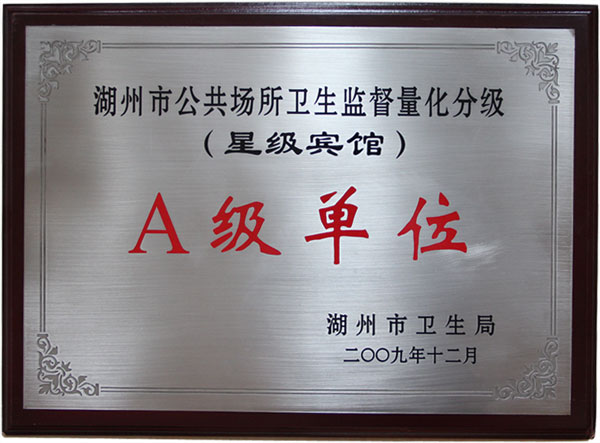 湖州市公共场所卫生监督量化分级
（星级宾馆）
A级单位
湖州市卫生局
二〇〇九年十二月